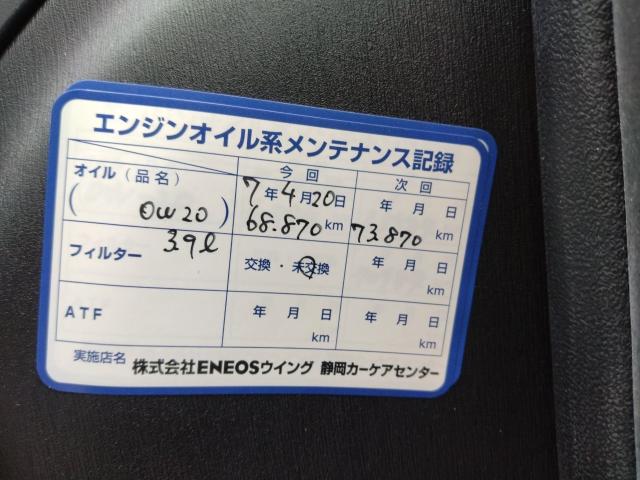 エンジンオイル系メンテナンス記録
今回 次回
オイル(品名) 7年4月20日 年 月 日
(0W20) 68.870km 73.870km
3.9ℓ
フィルター 交換・未交換 年 月 日
km
ATF 年 月 日 年 月 日
km km
実施店名 株式会社ENEOSウイング 静岡カーケアセンター